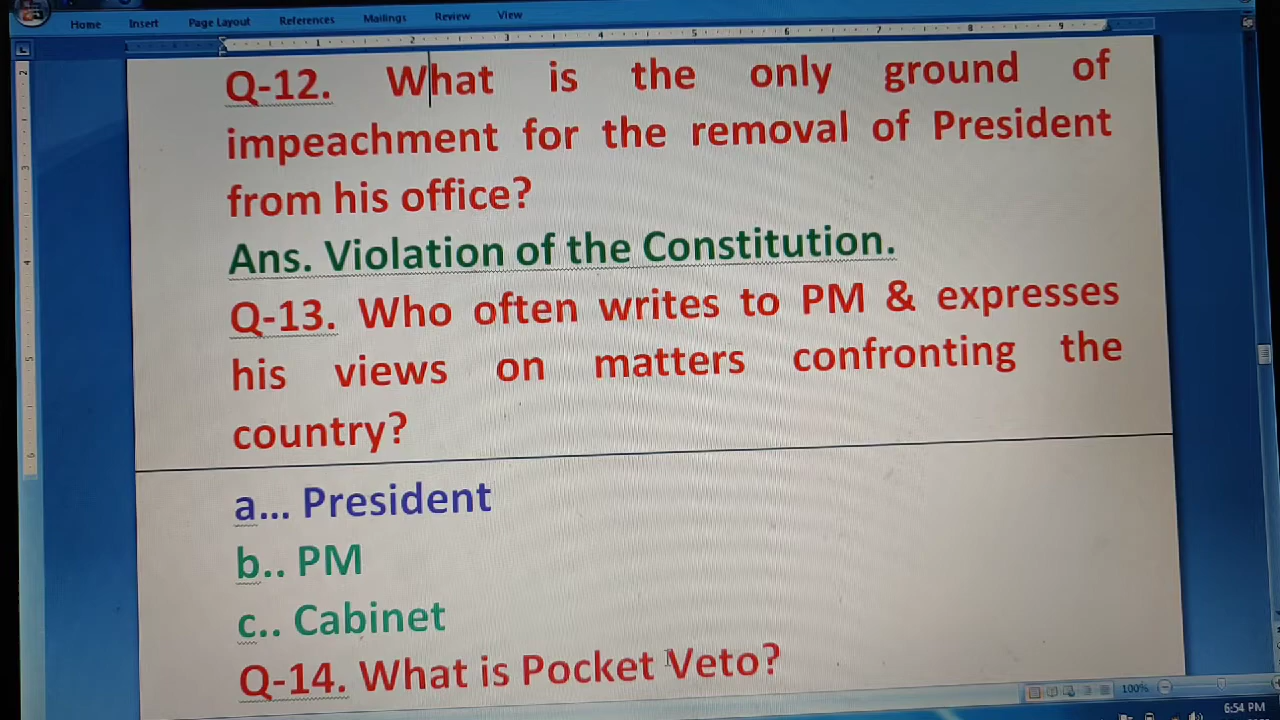 Home Insert Page Layout References Mailings Review View
Q-12. What is the only ground of
impeachment for the removal of President
from his office?
Ans. Violation of the Constitution.
Q-13. Who often writes to PM & expresses
his views on matters confronting the
country?
a... President
b.. PM
c.. Cabinet
Q-14. What is Pocket Veto?
100%
6:54 PM